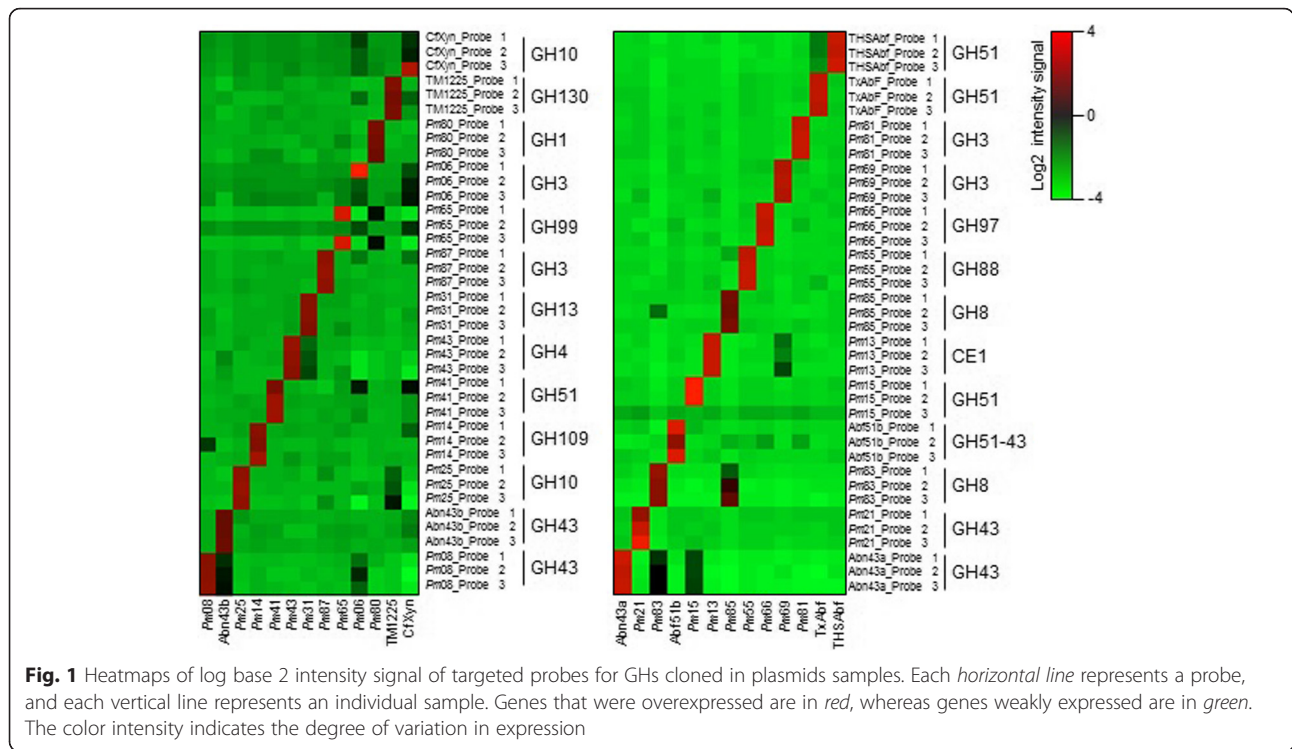 CfXyn_Probe 1
CfXyn_Probe 2
CfXyn_Probe 3
GH10
TM1225_Probe 1
TM1225_Probe 2
TM1225_Probe 3
GH130
Pm80_Probe 1
Pm80_Probe 2
Pm80_Probe 3
GH1
Pm06_Probe 1
Pm06_Probe 2
Pm06_Probe 3
GH3
Pm65_Probe 1
Pm65_Probe 2
Pm65_Probe 3
GH99
Pm87_Probe 1
Pm87_Probe 2
Pm87_Probe 3
GH3
Pm31_Probe 1
Pm31_Probe 2
Pm31_Probe 3
GH13
Pm43_Probe 1
Pm43_Probe 2
Pm43_Probe 3
GH4
Pm41_Probe 1
Pm41_Probe 2
Pm41_Probe 3
GH51
Pm14_Probe 1
Pm14_Probe 2
Pm14_Probe 3
GH109
Pm25_Probe 1
Pm25_Probe 2
Pm25_Probe 3
GH10
Abn43b_Probe 1
Abn43b_Probe 2
Abn43b_Probe 3
GH43
Pm08_Probe 1
Pm08_Probe 2
Pm08_Probe 3
GH43
Pm08
Abn43b
Pm25
Pm14
Pm41
Pm43
Pm31
Pm87
Pm65
Pm06
Pm80
TM1225
CfXyn
THSAbf_Probe 1
THSAbf_Probe 2
THSAbf_Probe 3
GH51
TxAbF_Probe 1
TxAbF_Probe 2
TxAbF_Probe 3
GH51
Pm81_Probe 1
Pm81_Probe 2
Pm81_Probe 3
GH3
Pm69_Probe 1
Pm69_Probe 2
Pm69_Probe 3
GH3
Pm66_Probe 1
Pm66_Probe 2
Pm66_Probe 3
GH97
Pm55_Probe 1
Pm55_Probe 2
Pm55_Probe 3
GH88
Pm85_Probe 1
Pm85_Probe 2
Pm85_Probe 3
GH8
Pm13_Probe 1
Pm13_Probe 2
Pm13_Probe 3
CE1
Pm15_Probe 1
Pm15_Probe 2
Pm15_Probe 3
GH51
Abf51b_Probe 1
Abf51b_Probe 2
Abf51b_Probe 3
GH51-43
Pm83_Probe 1
Pm83_Probe 2
Pm83_Probe 3
GH8
Pm21_Probe 1
Pm21_Probe 2
Pm21_Probe 3
GH43
Abn43a_Probe 1
Abn43a_Probe 2
Abn43a_Probe 3
GH43
Abn43a
Pm21
Pm83
Abf51b
Pm15
Pm13
Pm85
Pm55
Pm66
Pm69
Pm81
TxAbf
THSAbf
Log2 intensity signal
4
0
-4
Fig. 1 Heatmaps of log base 2 intensity signal of targeted probes for GHs cloned in plasmids samples. Each horizontal line represents a probe,
and each vertical line represents an individual sample. Genes that were overexpressed are in red, whereas genes weakly expressed are in green.
The color intensity indicates the degree of variation in expression